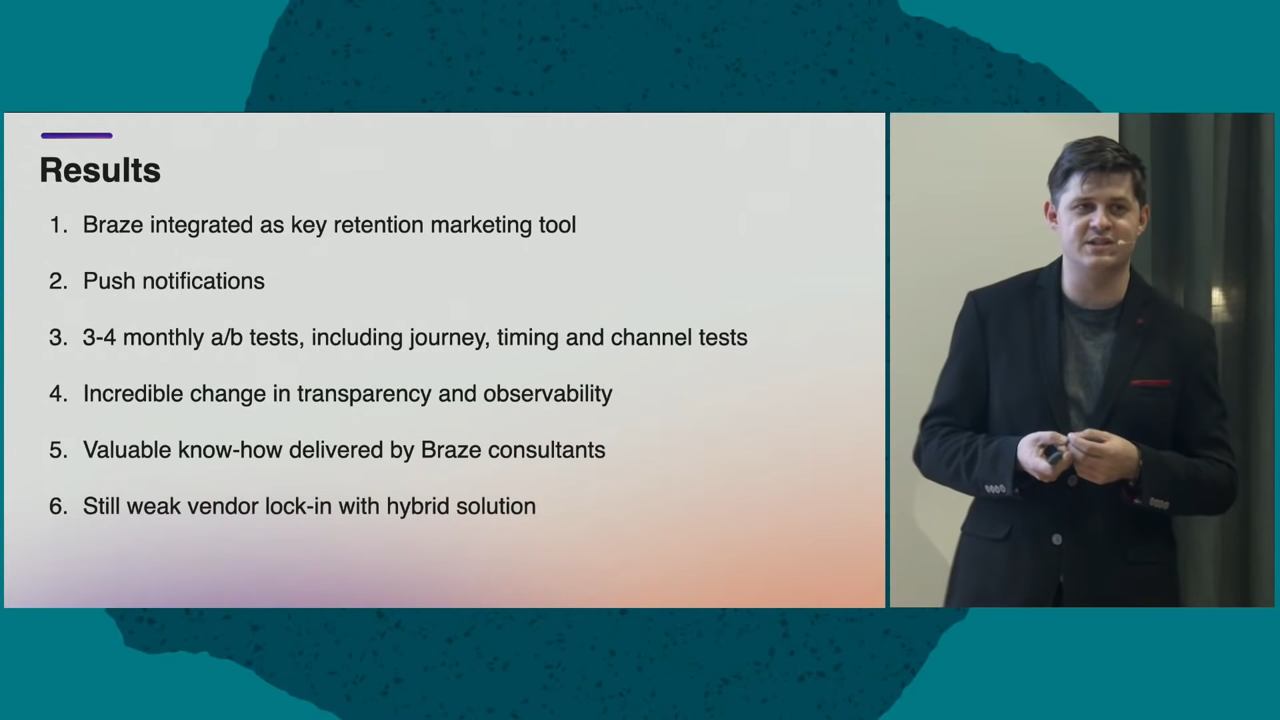 Results
1. Braze integrated as key retention marketing tool
2. Push notifications
3. 3-4 monthly a/b tests, including journey, timing and channel tests
4. Incredible change in transparency and observability
5. Valuable know-how delivered by Braze consultants
6. Still weak vendor lock-in with hybrid solution